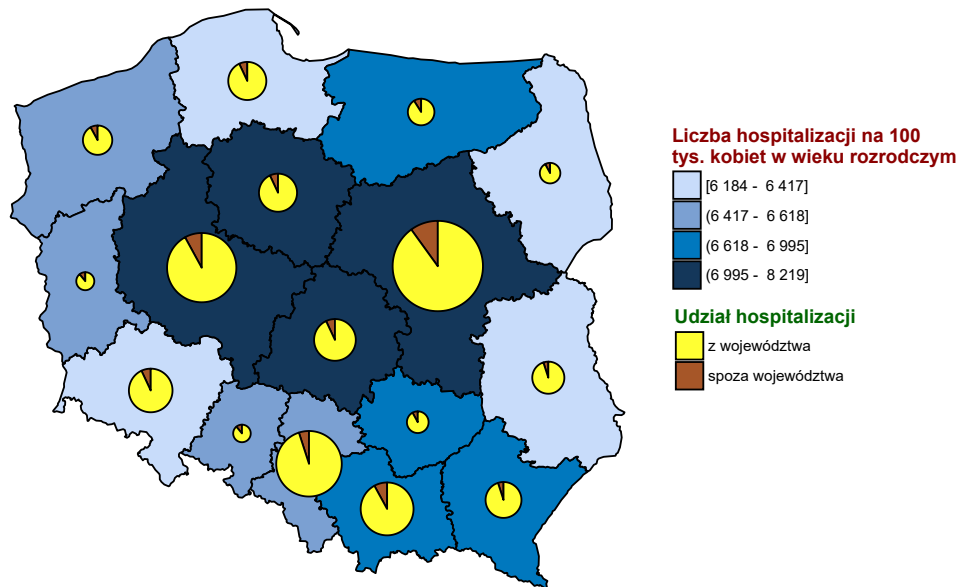 Liczba hospitalizacji na 100
tys. kobiet w wieku rozrodczym
[6 184 - 6 417]
(6 417 - 6 618]
(6 618 - 6 995]
(6 995 - 8 219]
Udział hospitalizacji
z województwa
spoza województwa